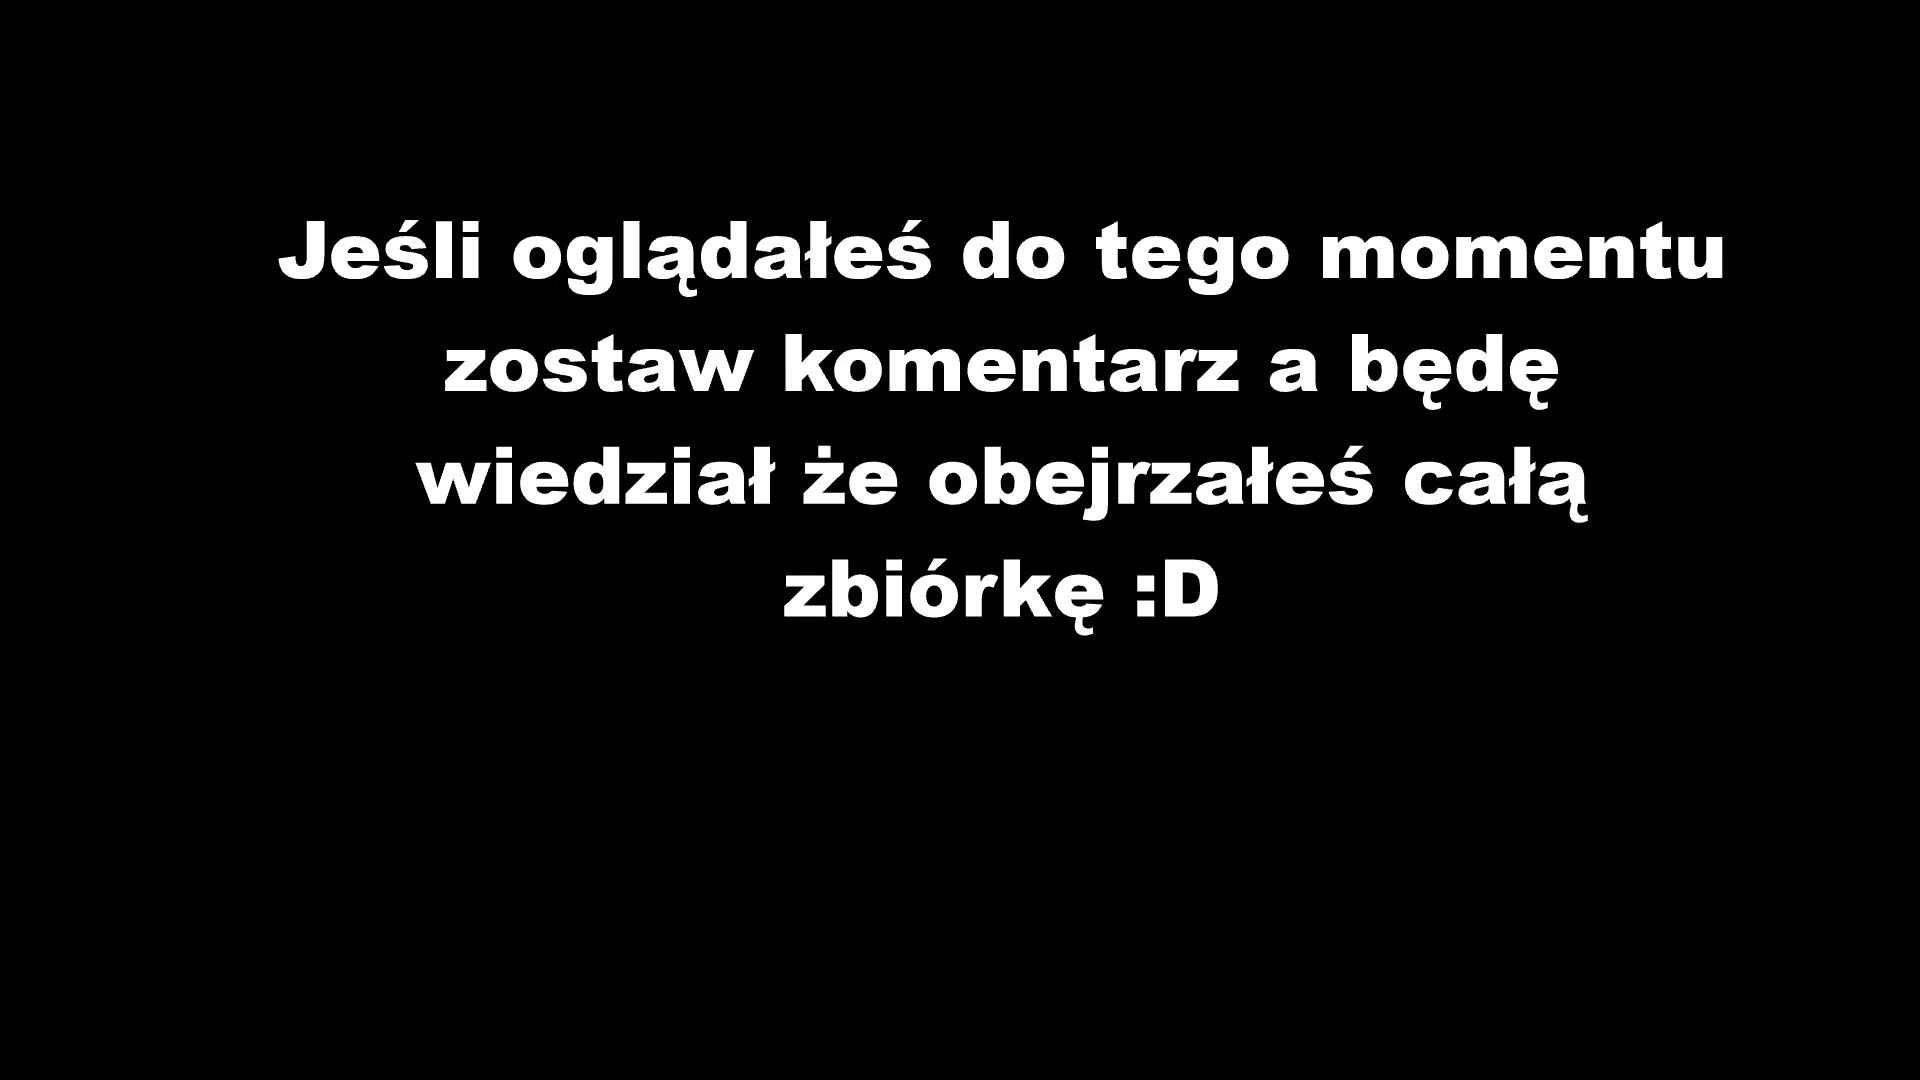 Jeśli oglądałeś do tego momentu
zostaw komentarz a będę
wiedział że obejrzałeś całą
zbiórkę :D